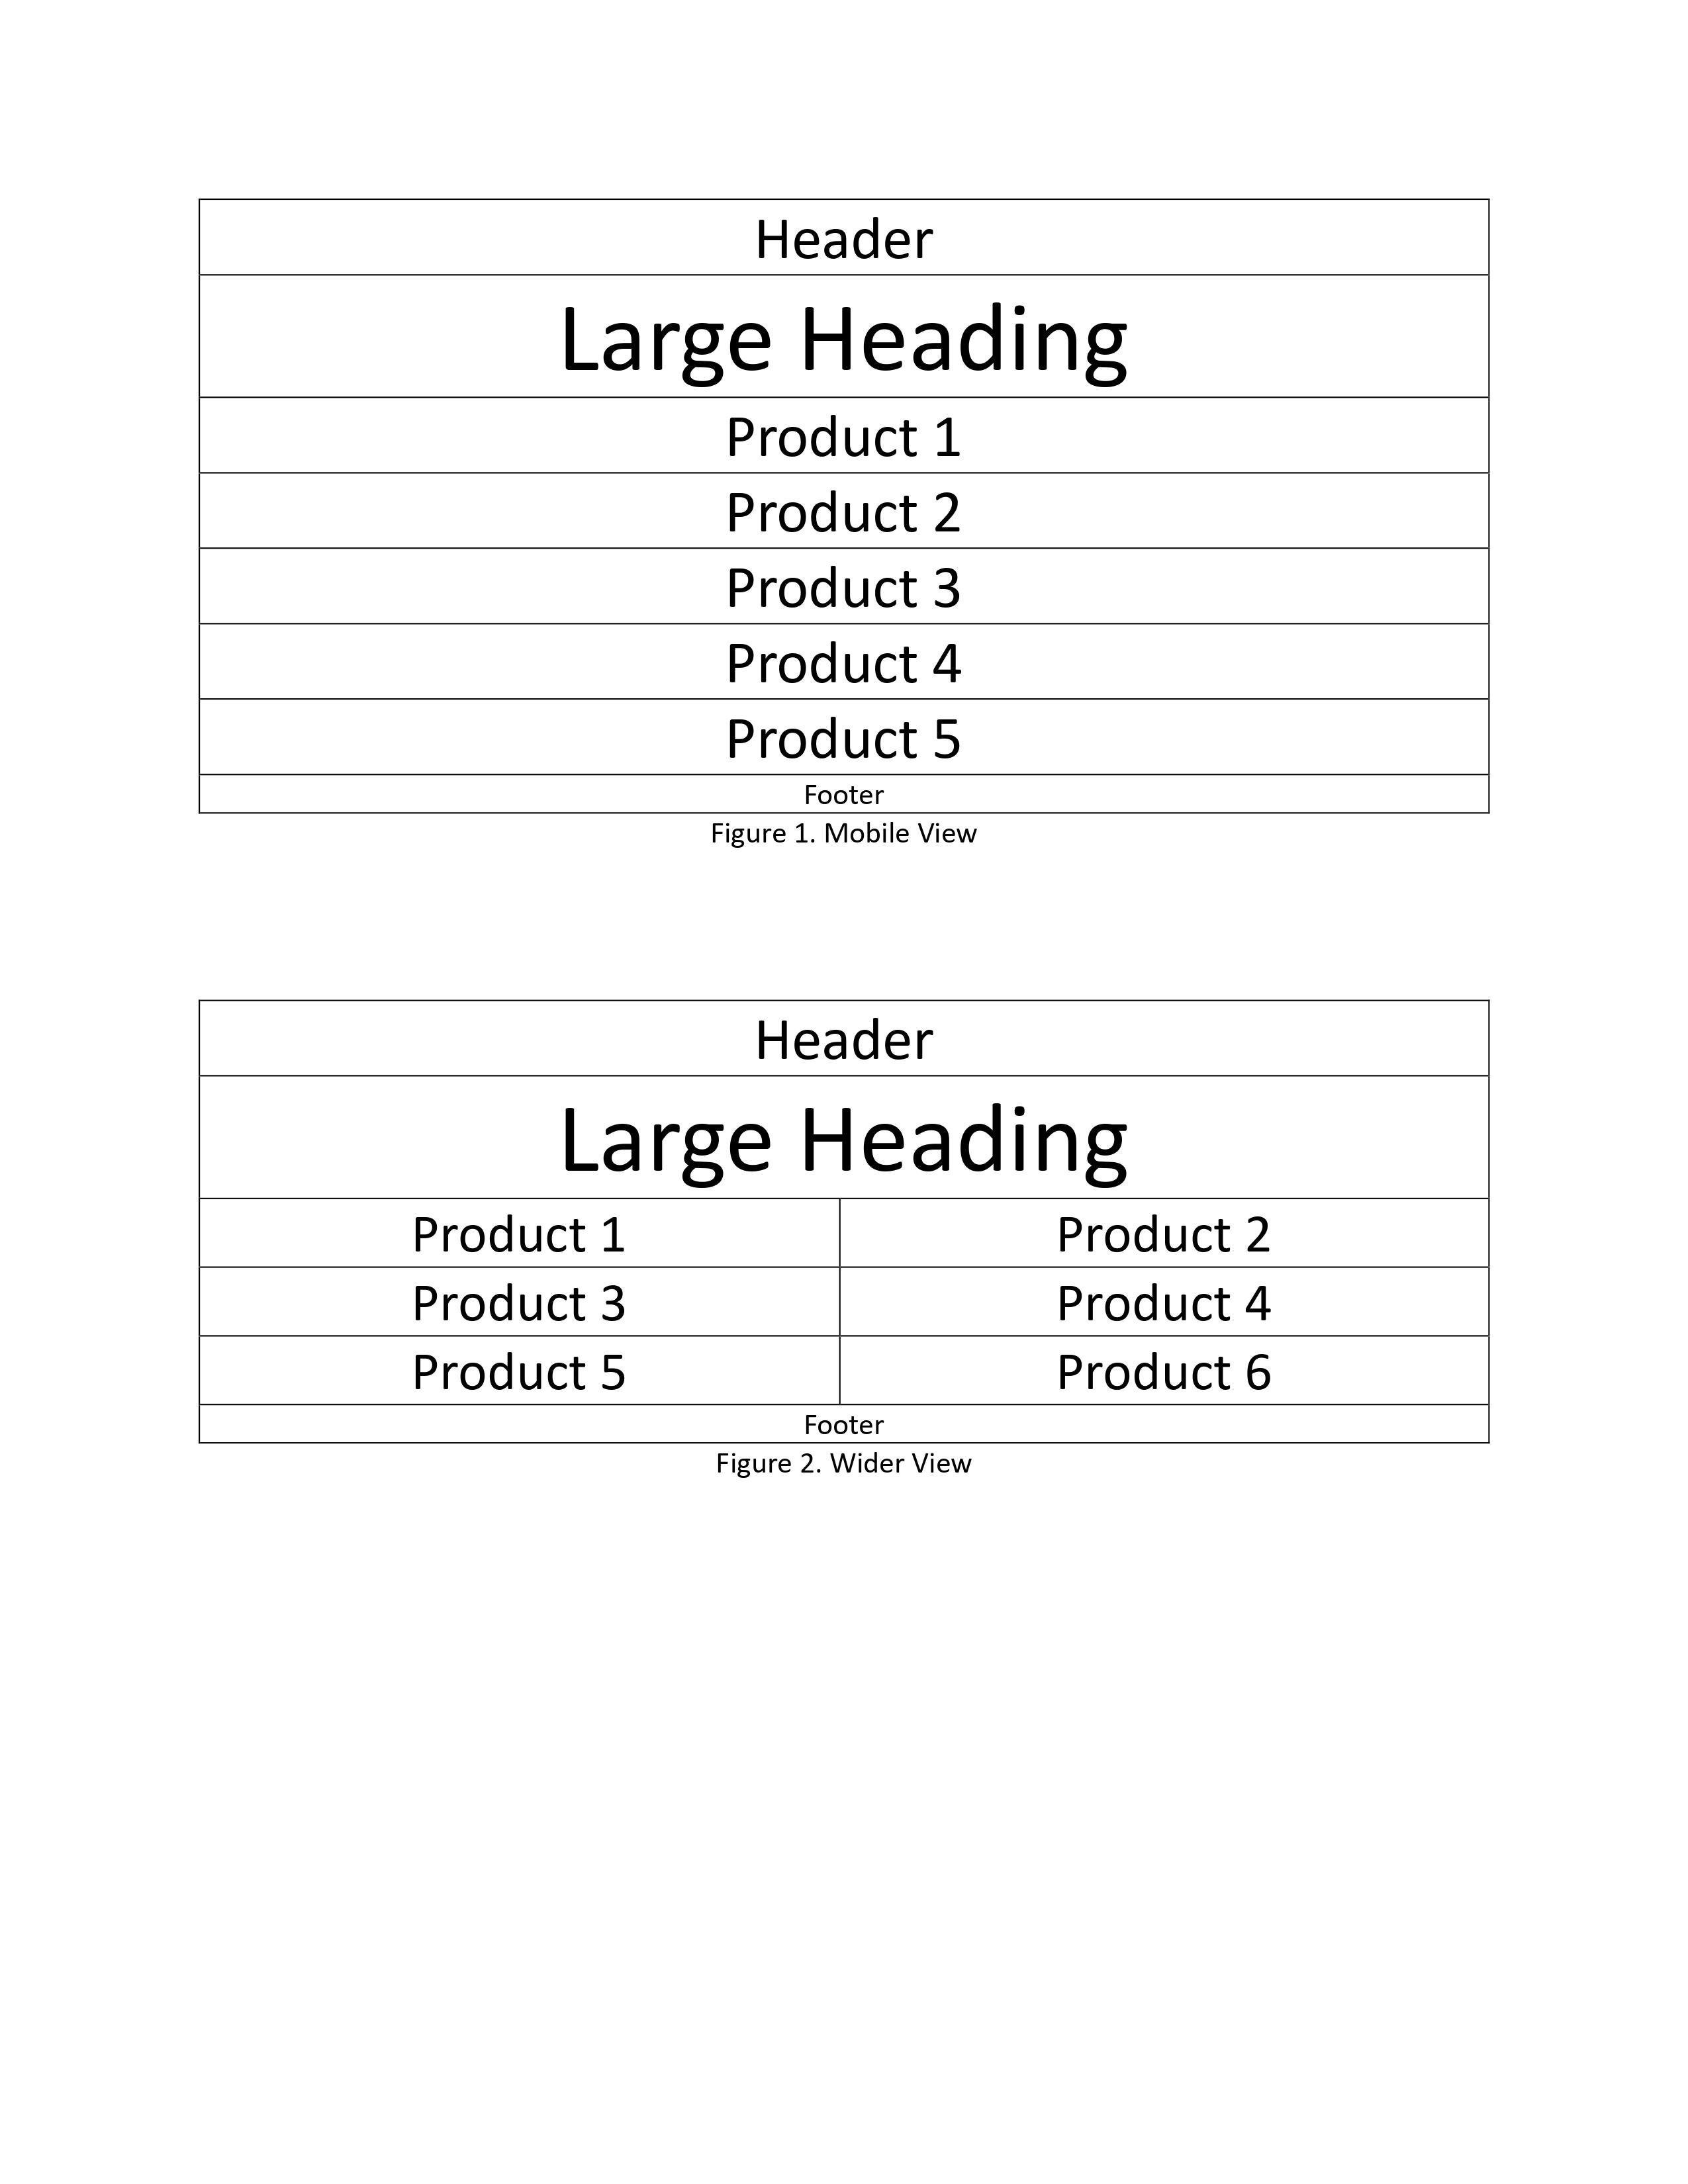 Header
Large Heading
Product 1
Product 2
Product 3
Product 4
Product 5
Footer
Figure 1. Mobile View
Header
Large Heading
Product 1 Product 2
Product 3 Product 4
Product 5 Product 6
Footer
Figure 2. Wider View